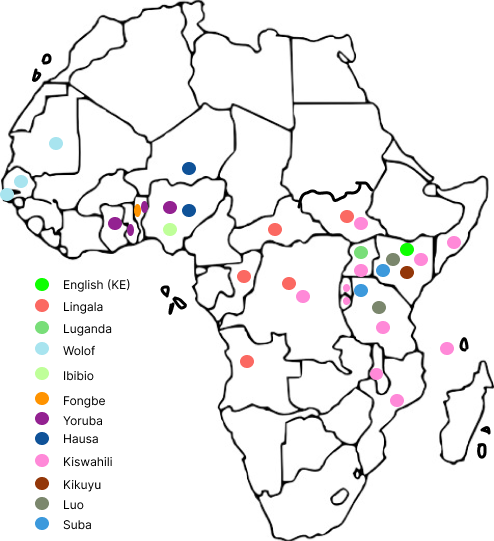 English (KE)
Lingala
Luganda
Wolof
Ibibio
Fongbe
Yoruba
Hausa
Kiswahili
Kikuyu
Luo
Suba